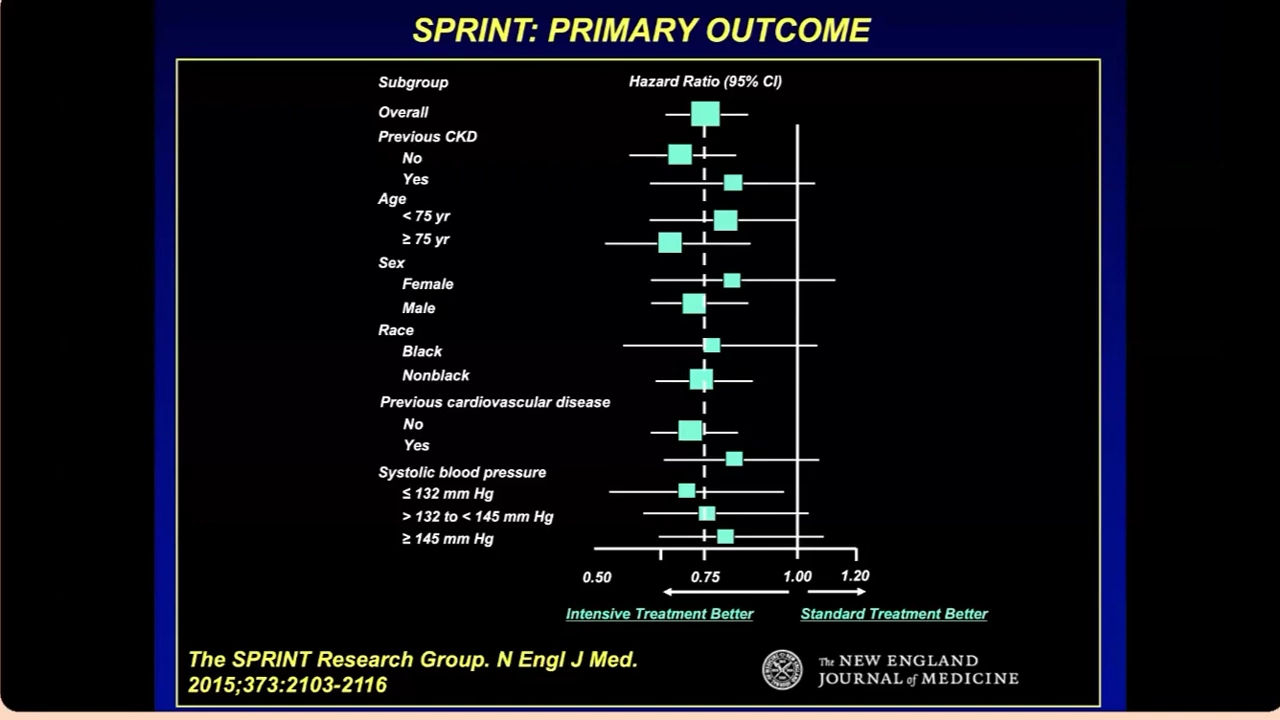 SPRINT: PRIMARY OUTCOME
Subgroup Hazard Ratio (95% CI)
Overall
Previous CKD
No
Yes
Age
< 75 yr
≥ 75 yr
Sex
Female
Male
Race
Black
Nonblack
Previous cardiovascular disease
No
Yes
Systolic blood pressure
≤ 132 mm Hg
> 132 to < 145 mm Hg
≥ 145 mm Hg
0.50 0.75 1.00 1.20
Intensive Treatment Better Standard Treatment Better
The SPRINT Research Group. N Engl J Med.
2015;373:2103-2116
The NEW ENGLAND
JOURNAL of MEDICINE